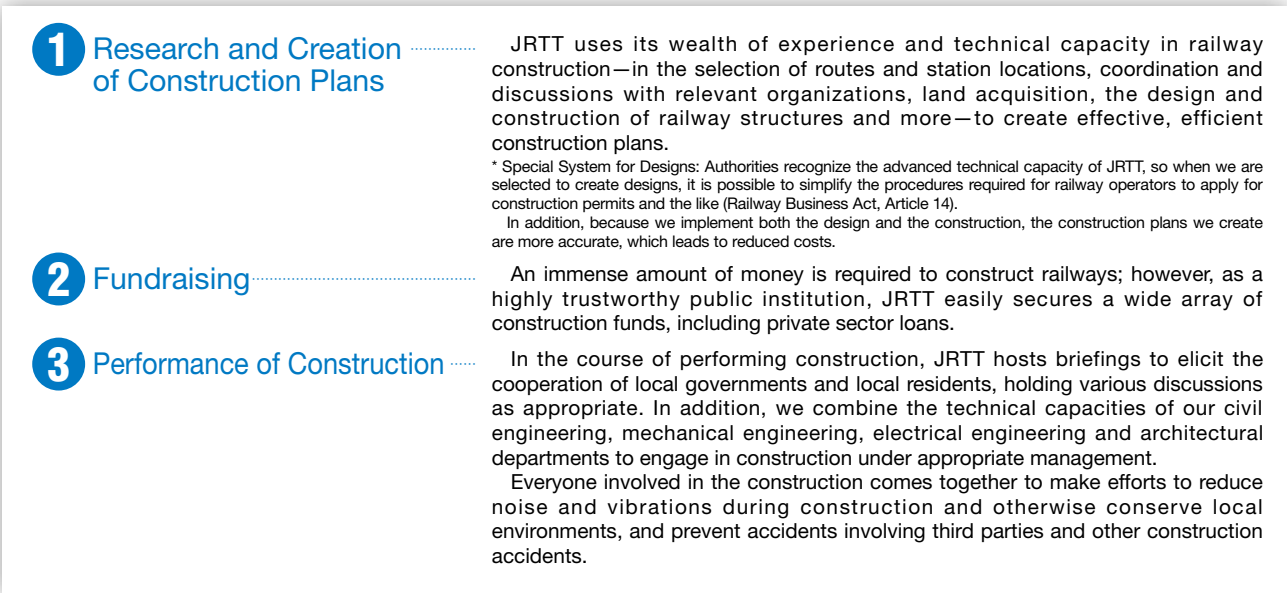 1 Research and Creation
of Construction Plans
JRTT uses its wealth of experience and technical capacity in railway
construction—in the selection of routes and station locations, coordination and
discussions with relevant organizations, land acquisition, the design and
construction of railway structures and more—to create effective, efficient
construction plans.
* Special System for Designs: Authorities recognize the advanced technical capacity of JRTT, so when we are
selected to create designs, it is possible to simplify the procedures required for railway operators to apply for
construction permits and the like (Railway Business Act, Article 14).
In addition, because we implement both the design and the construction, the construction plans we create
are more accurate, which leads to reduced costs.
2 Fundraising
An immense amount of money is required to construct railways; however, as a
highly trustworthy public institution, JRTT easily secures a wide array of
construction funds, including private sector loans.
3 Performance of Construction
In the course of performing construction, JRTT hosts briefings to elicit the
cooperation of local governments and local residents, holding various discussions
as appropriate. In addition, we combine the technical capacities of our civil
engineering, mechanical engineering, electrical engineering and architectural
departments to engage in construction under appropriate management.
Everyone involved in the construction comes together to make efforts to reduce
noise and vibrations during construction and otherwise conserve local
environments, and prevent accidents involving third parties and other construction
accidents.